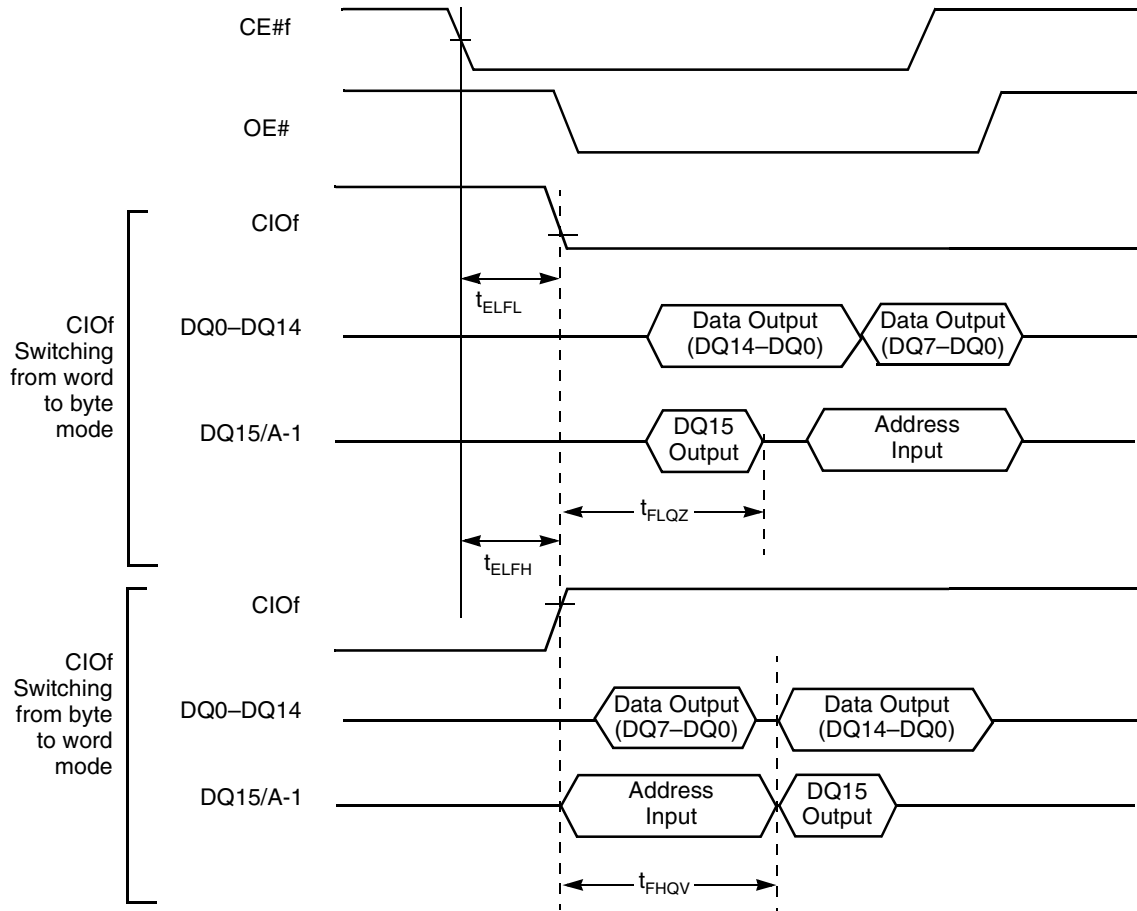 CE#f
OE#
CIOf
tELFL
CIOf
Switching
from word
to byte
mode
DQ0–DQ14
Data Output
(DQ14–DQ0)
Data Output
(DQ7–DQ0)
DQ15/A-1
DQ15
Output
Address
Input
tFLQZ
tELFH
CIOf
CIOf
Switching
from byte
to word
mode
DQ0–DQ14
Data Output
(DQ7–DQ0)
Data Output
(DQ14–DQ0)
DQ15/A-1
Address
Input
DQ15
Output
tFHQV